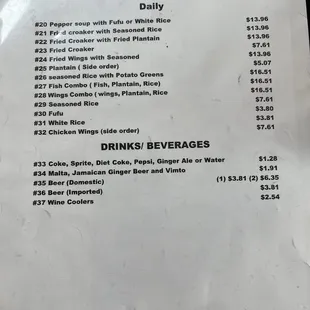 Daily
#20 Pepper soup with Fufu or White Rice $13.96
#21 Fried croaker with Seasoned Rice $13.96
#22 Fried Croaker with Fried Plantain $13.96
#23 Fried Croaker $7.61
#24 Fried Wings with Seasoned $13.96
#25 Plantain ( Side order) $5.07
#26 seasoned Rice with Potato Greens $16.51
#27 Fish Combo ( Fish, Plantain, Rice) $16.51
#28 Wings Combo ( wings, Plantain, Rice $16.51
#29 Seasoned Rice $7.61
#30 Fufu $3.80
#31 White Rice $3.81
#32 Chicken Wings (side order) $7.61
DRINKS/ BEVERAGES
#33 Coke, Sprite, Diet Coke, Pepsi, Ginger Ale or Water $1.28
#34 Malta, Jamaican Ginger Beer and Vimto $1.91
#35 Beer (Domestic) (1) $3.81 (2) $6.35
#36 Beer (Imported) $3.81
#37 Wine Coolers $2.54